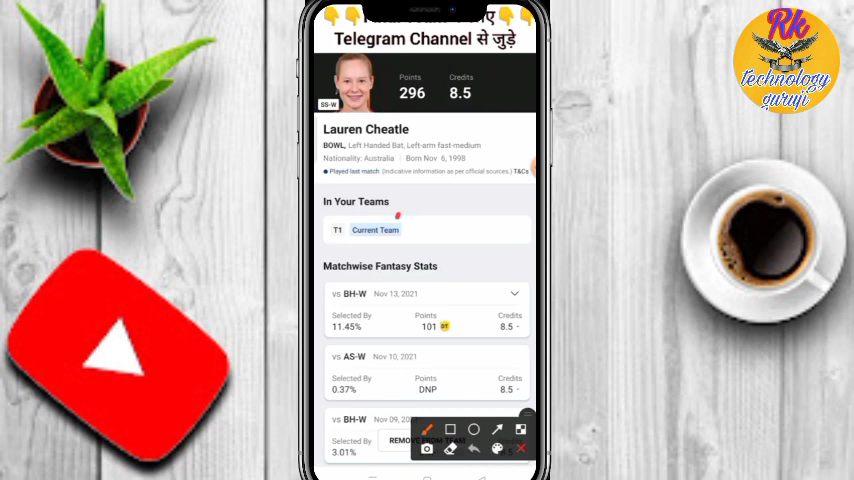 Telegram Channel से जुड़े
Rk
technology
guruji
Points
Credits
296
8.5
SS-W
Lauren Cheatle
BOWL, Left Handed Bat, Left-arm fast-medium
Nationality: Australia | Born Nov 6, 1998
Played last match (Indicative information as per official sources.) T&Cs
In Your Teams
T1 Current Team
Matchwise Fantasy Stats
vs BH-W Nov 13, 2021
Selected By Points Credits
11.45% 101 DT 8.5 -
vs AS-W Nov 10, 2021
Selected By Points Credits
0.37% DNP 8.5 -
vs BH-W Nov 09,
Selected By
3.01%
REMOVE FROM TEAM